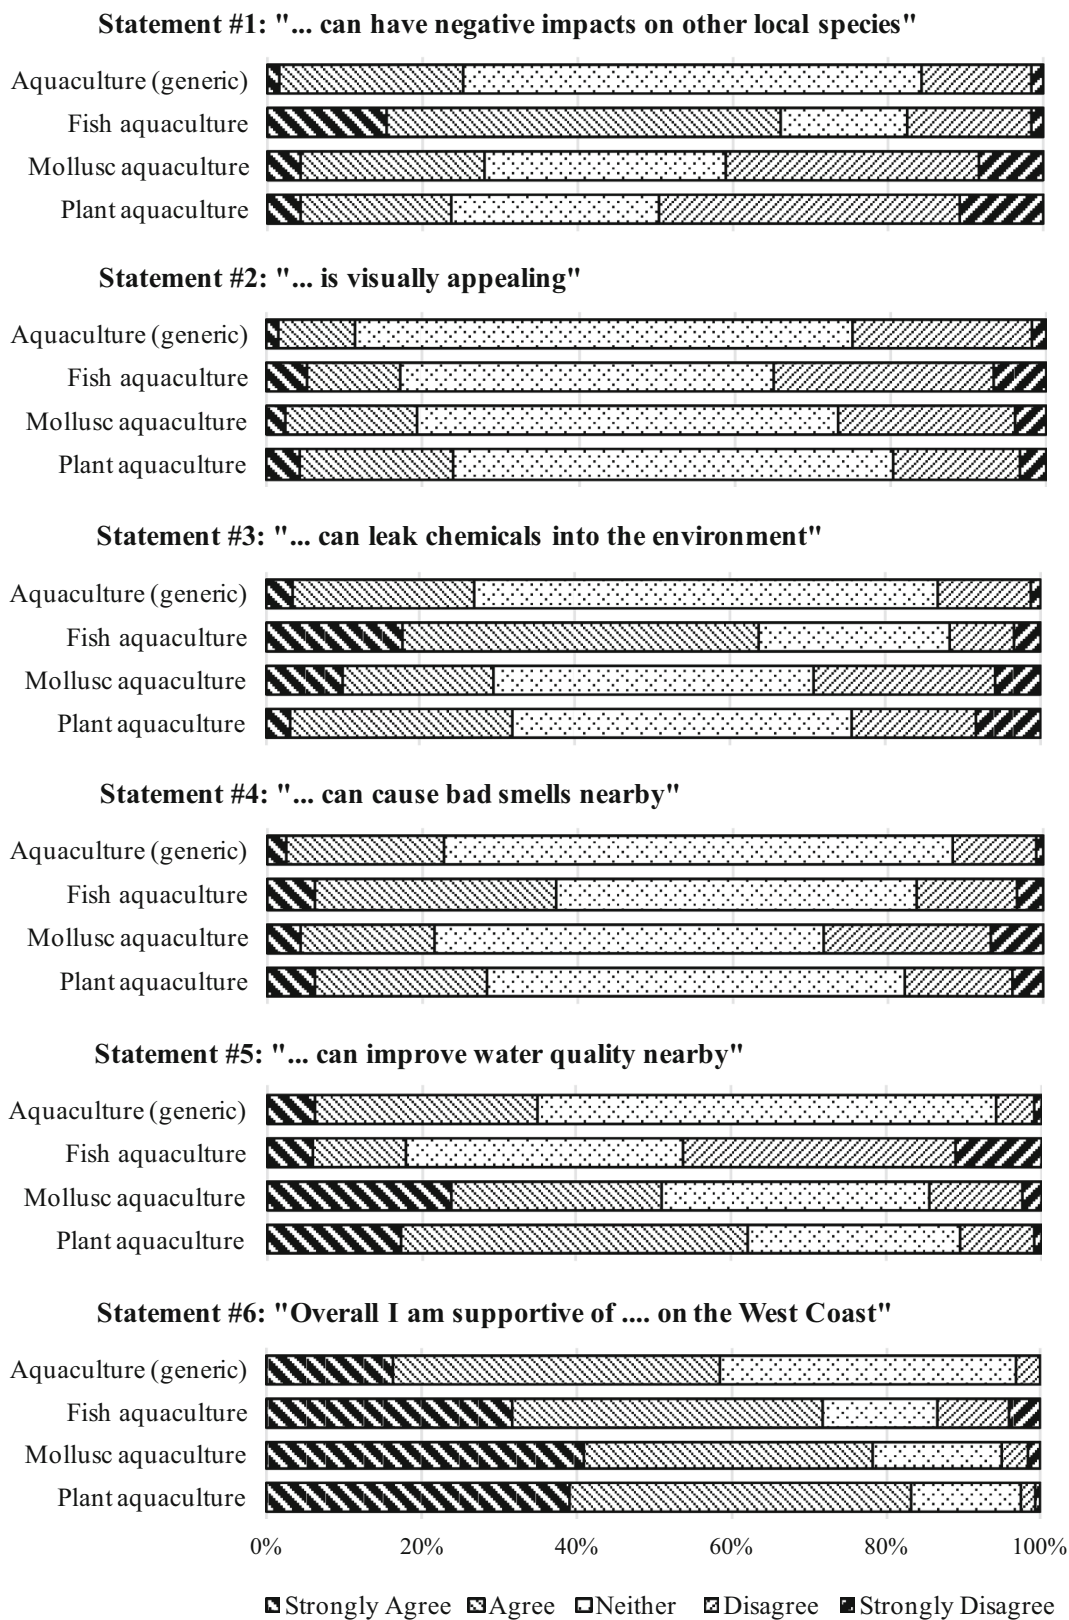 Statement #1: "... can have negative impacts on other local species"
Aquaculture (generic)
Fish aquaculture
Mollusc aquaculture
Plant aquaculture
Statement #2: "... is visually appealing"
Aquaculture (generic)
Fish aquaculture
Mollusc aquaculture
Plant aquaculture
Statement #3: "... can leak chemicals into the environment"
Aquaculture (generic)
Fish aquaculture
Mollusc aquaculture
Plant aquaculture
Statement #4: "... can cause bad smells nearby"
Aquaculture (generic)
Fish aquaculture
Mollusc aquaculture
Plant aquaculture
Statement #5: "... can improve water quality nearby"
Aquaculture (generic)
Fish aquaculture
Mollusc aquaculture
Plant aquaculture
Statement #6: "Overall I am supportive of .... on the West Coast"
Aquaculture (generic)
Fish aquaculture
Mollusc aquaculture
Plant aquaculture
0% 20% 40% 60% 80% 100%
Strongly Agree Agree Neither Disagree Strongly Disagree